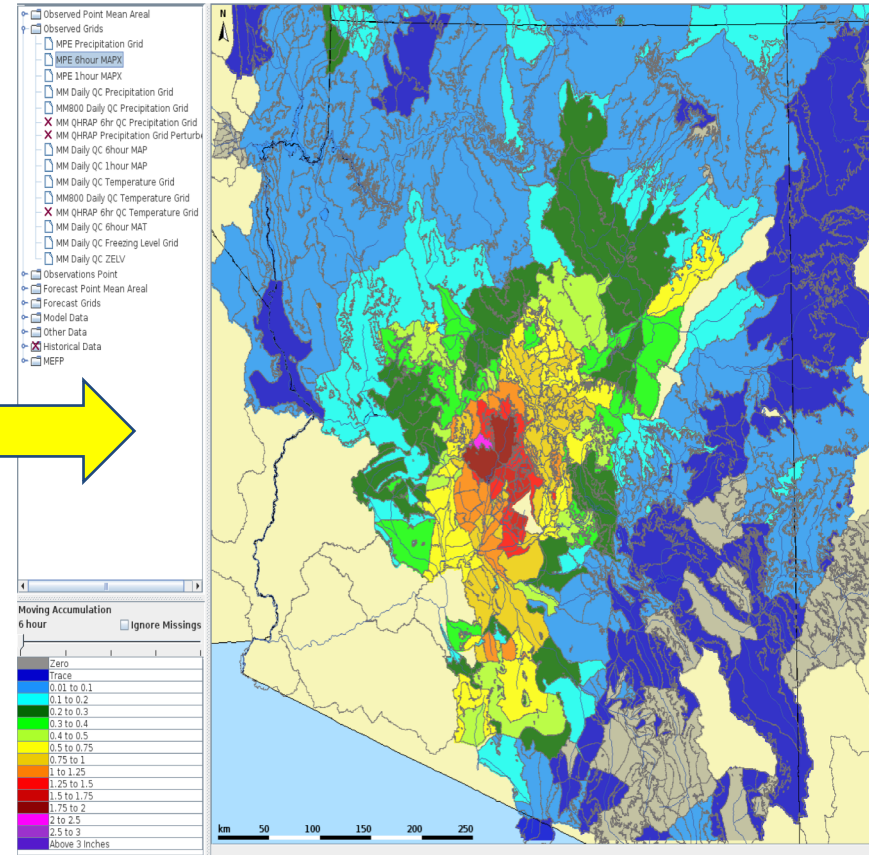 Observed Point Mean Areal
Observed Grids
MPE Precipitation Grid
MPE 6hour MAPX
MPE 1hour MAPX
MM Daily QC Precipitation Grid
MM800 Daily QC Precipitation Grid
MM QHRAP 6hr QC Precipitation Grid
MM QHRAP Precipitation Grid Perturbe
MM Daily QC 6hour MAP
MM Daily QC 1hour MAP
MM Daily QC Temperature Grid
MM800 Daily QC Temperature Grid
MM QHRAP 6hr QC Temperature Grid
MM Daily QC 6hour MAT
MM Daily QC Freezing Level Grid
MM Daily QC ZELV
Observations Point
Forecast Point Mean Areal
Forecast Grids
Model Data
Other Data
Historical Data
MEFP
Moving Accumulation
6 hour Ignore Missings
Zero
Trace
0.01 to 0.1
0.1 to 0.2
0.2 to 0.3
0.3 to 0.4
0.4 to 0.5
0.5 to 0.75
0.75 to 1
1 to 1.25
1.25 to 1.5
1.5 to 1.75
1.75 to 2
2 to 2.5
2.5 to 3
Above 3 Inches
N
km 50 100 150 200 250